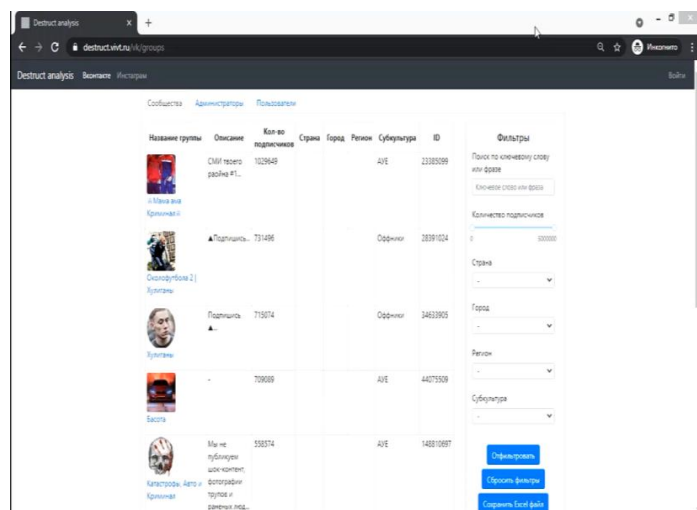 Destruct analysis
destruct.vivt.ru/vk/groups
Инкогнито
Destruct analysis Вконтакте Инстаграм
Войти
Сообщества Администраторы Пользователи
Название группы Описание Кол-во подписчиков Страна Город Регион Субкультура ID
Фильтры
СМИ твоего
района #1...
1029649 АУЕ 23385099
Криминал
▲Подпишись... 731496 Оффники 28391024
Околофутбола 2 |
Хулиганы
Подпишись
▲...
715074 Оффники 34633905
Хулиганы
- 709089 АУЕ 44075509
Басота
Мы не
публикуем
шок-контент,
фотографии
трупов и
раненых люд...
558574 АУЕ 148810697
Катастрофы, Авто и
Криминал
Поиск по ключевому слову
или фразе
Ключевое слово или фраза
Количество подписчиков
0
Страна
-
Город
-
Регион
-
Субкультура
-
Отфильтровать
Сбросить фильтры
Сохранить Excel файл